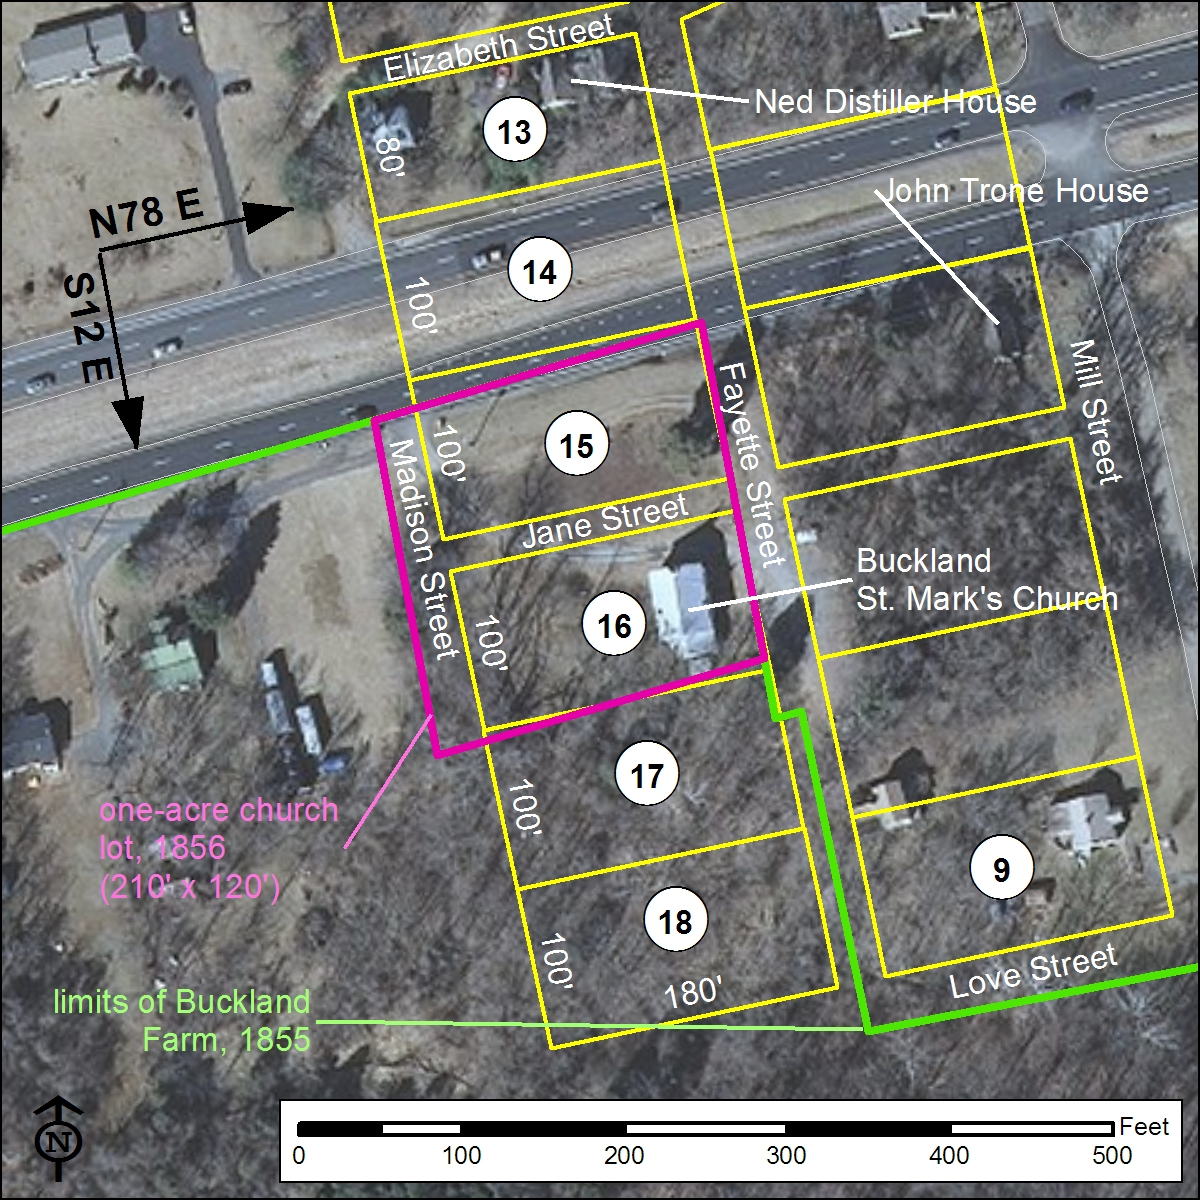 Elizabeth Street
13
Ned Distiller House
80'
John Trone House
N78 E
S12 E
14
100'
Mill Street
Fayette Street
15
100'
Madison Street
Jane Street
Buckland
St. Mark's Church
16
100'
17
100'
one-acre church
lot, 1856
(210' x 120')
9
18
100'
180'
Love Street
limits of Buckland
Farm, 1855
N
Feet
0 100 200 300 400 500